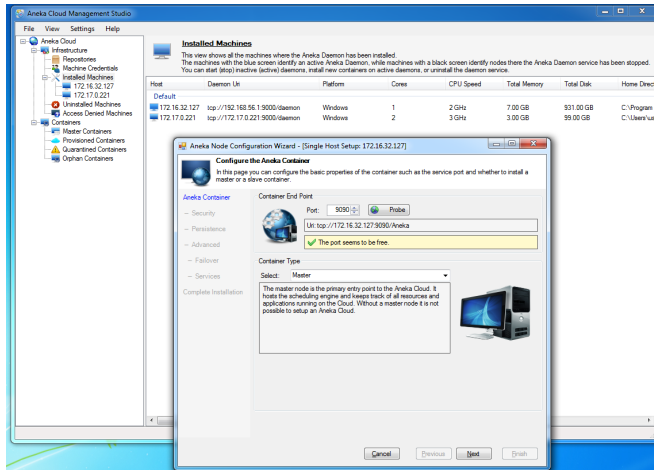 Aneka Cloud Management Studio
File View Settings Help
Aneka Cloud
Infrastructure
Repositories
Machine Credentials
Installed Machines
172.16.32.127
172.17.0.221
Uninstalled Machines
Access Denied Machines
Containers
Master Containers
Provisioned Containers
Quarantined Containers
Orphan Containers
Installed Machines
This view shows all the machines where the Aneka Daemon has been installed.
The machines with the blue screen identify an active Aneka Daemon, while machines with a black screen identify nodes there the Aneka Daemon service has been stopped.
You can start (stop) inactive (active) daemons, install new containers on active daemons, or uninstall the daemon service.
Host Daemon Uri Platform Cores CPU Speed Total Memory Total Disk Home Direc
Default
172.16.32.127 tcp://192.168.56.1:9000/daemon Windows 1 2 GHz 7.00 GB 931.00 GB C:\Program
172.17.0.221 tcp://172.17.0.221:9000/daemon Windows 2 3 GHz 3.00 GB 99.00 GB C:\Users\us
Aneka Node Configuration Wizard - [Single Host Setup: 172.16.32.127]
Configure the Aneka Container
In this page you can configure the basic properties of the container such as the service port and whether to install a
master or a slave container.
Aneka Container
– Security
– Persistence
– Advanced
– Failover
– Services
Complete Installation
Container End Point
Port: 9090 Probe
Uri: tcp://172.16.32.127:9090/Aneka
The port seems to be free.
Container Type
Select: Master
The master node is the primary entry point to the Aneka Cloud. It
hosts the scheduling engine and keeps track of all resources and
applications running on the Cloud. Without a master node it is not
possible to setup an Aneka Cloud.
Cancel Previous Next Finish